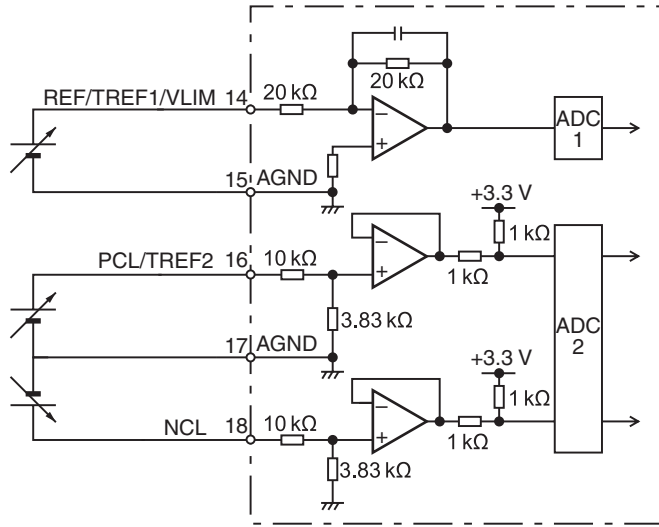 REF/TREF1/VLIM 14
20 kΩ
20 kΩ
−
+
ADC
1
15 AGND
+3.3 V
1 kΩ
PCL/TREF2 16
10 kΩ
−
+
1 kΩ
3.83 kΩ
17 AGND
ADC
2
+3.3 V
1 kΩ
NCL 18
10 kΩ
−
+
1 kΩ
3.83 kΩ